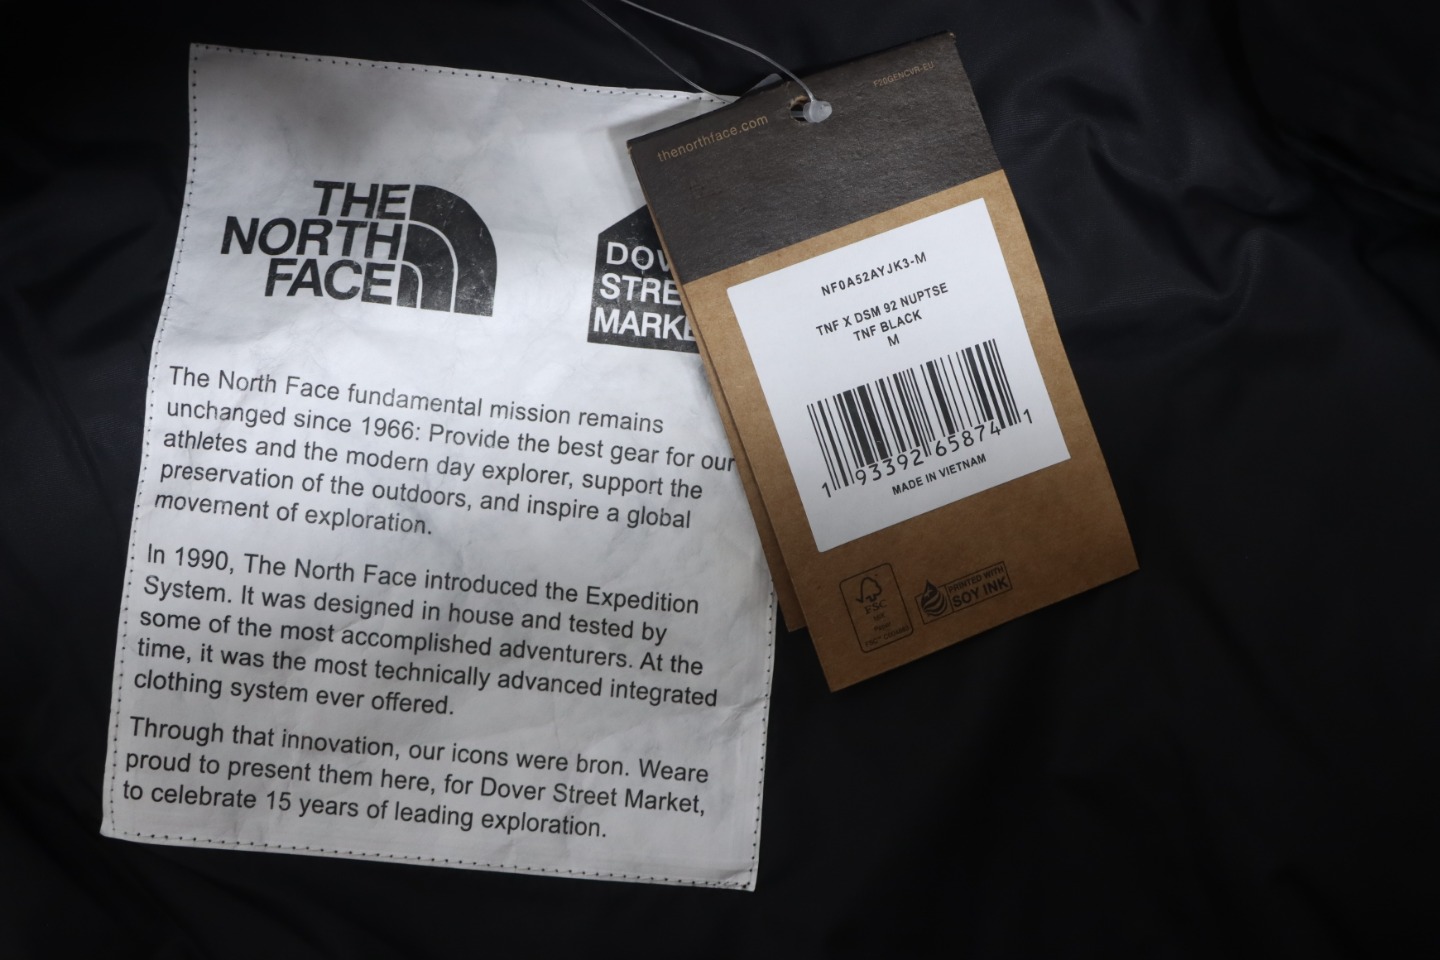 THE
NORTH
FACE
DOV
STRE
MARKE
The North Face fundamental mission remains
unchanged since 1966: Provide the best gear for our
athletes and the modern day explorer, support the
preservation of the outdoors, and inspire a global
movement of exploration.
In 1990, The North Face introduced the Expedition
System. It was designed in house and tested by
some of the most accomplished adventurers. At the
time, it was the most technically advanced integrated
clothing system ever offered.
Through that innovation, our icons were bron. Weare
proud to present them here, for Dover Street Market,
to celebrate 15 years of leading exploration.
thenorthface.com
F20GENCVR-EU
NF0A52AYJK3-M
TNF X DSM 92 NUPTSE
TNF BLACK
M
1 93392 65874 1
MADE IN VIETNAM
FSC
PRINTED WITH
SOY INK